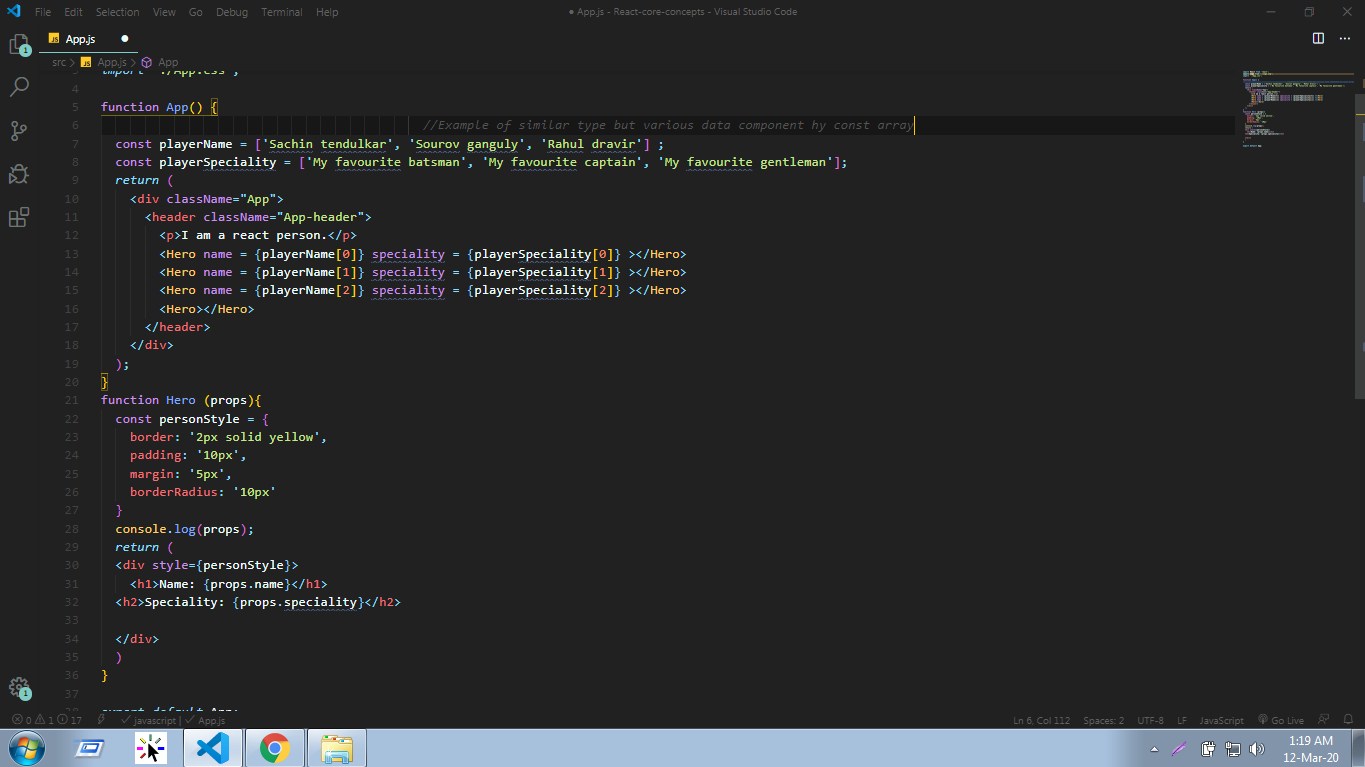 File Edit Selection View Go Debug Terminal Help
● App.js - React-core-concepts - Visual Studio Code
JS App.js ●
src > JS App.js > App
3 import './App.css';
4
5 function App() {
6 //Example of similar type but various data component hy const array
7 const playerName = ['Sachin tendulkar', 'Sourov ganguly', 'Rahul dravir'] ;
8 const playerSpeciality = ['My favourite batsman', 'My favourite captain', 'My favourite gentleman'];
9 return (
10 <div className="App">
11 <header className="App-header">
12 <p>I am a react person.</p>
13 <Hero name = {playerName[0]} speciality = {playerSpeciality[0]} ></Hero>
14 <Hero name = {playerName[1]} speciality = {playerSpeciality[1]} ></Hero>
15 <Hero name = {playerName[2]} speciality = {playerSpeciality[2]} ></Hero>
16 <Hero></Hero>
17 </header>
18 </div>
19 );
20 }
21 function Hero (props){
22 const personStyle = {
23 border: '2px solid yellow',
24 padding: '10px',
25 margin: '5px',
26 borderRadius: '10px'
27 }
28 console.log(props);
29 return (
30 <div style={personStyle}>
31 <h1>Name: {props.name}</h1>
32 <h2>Speciality: {props.speciality}</h2>
33
34 </div>
35 )
36 }
37
38 export default App;
0 1 17 javascript | App.js Ln 6, Col 112 Spaces: 2 UTF-8 LF JavaScript Go Live
1:19 AM
12-Mar-20